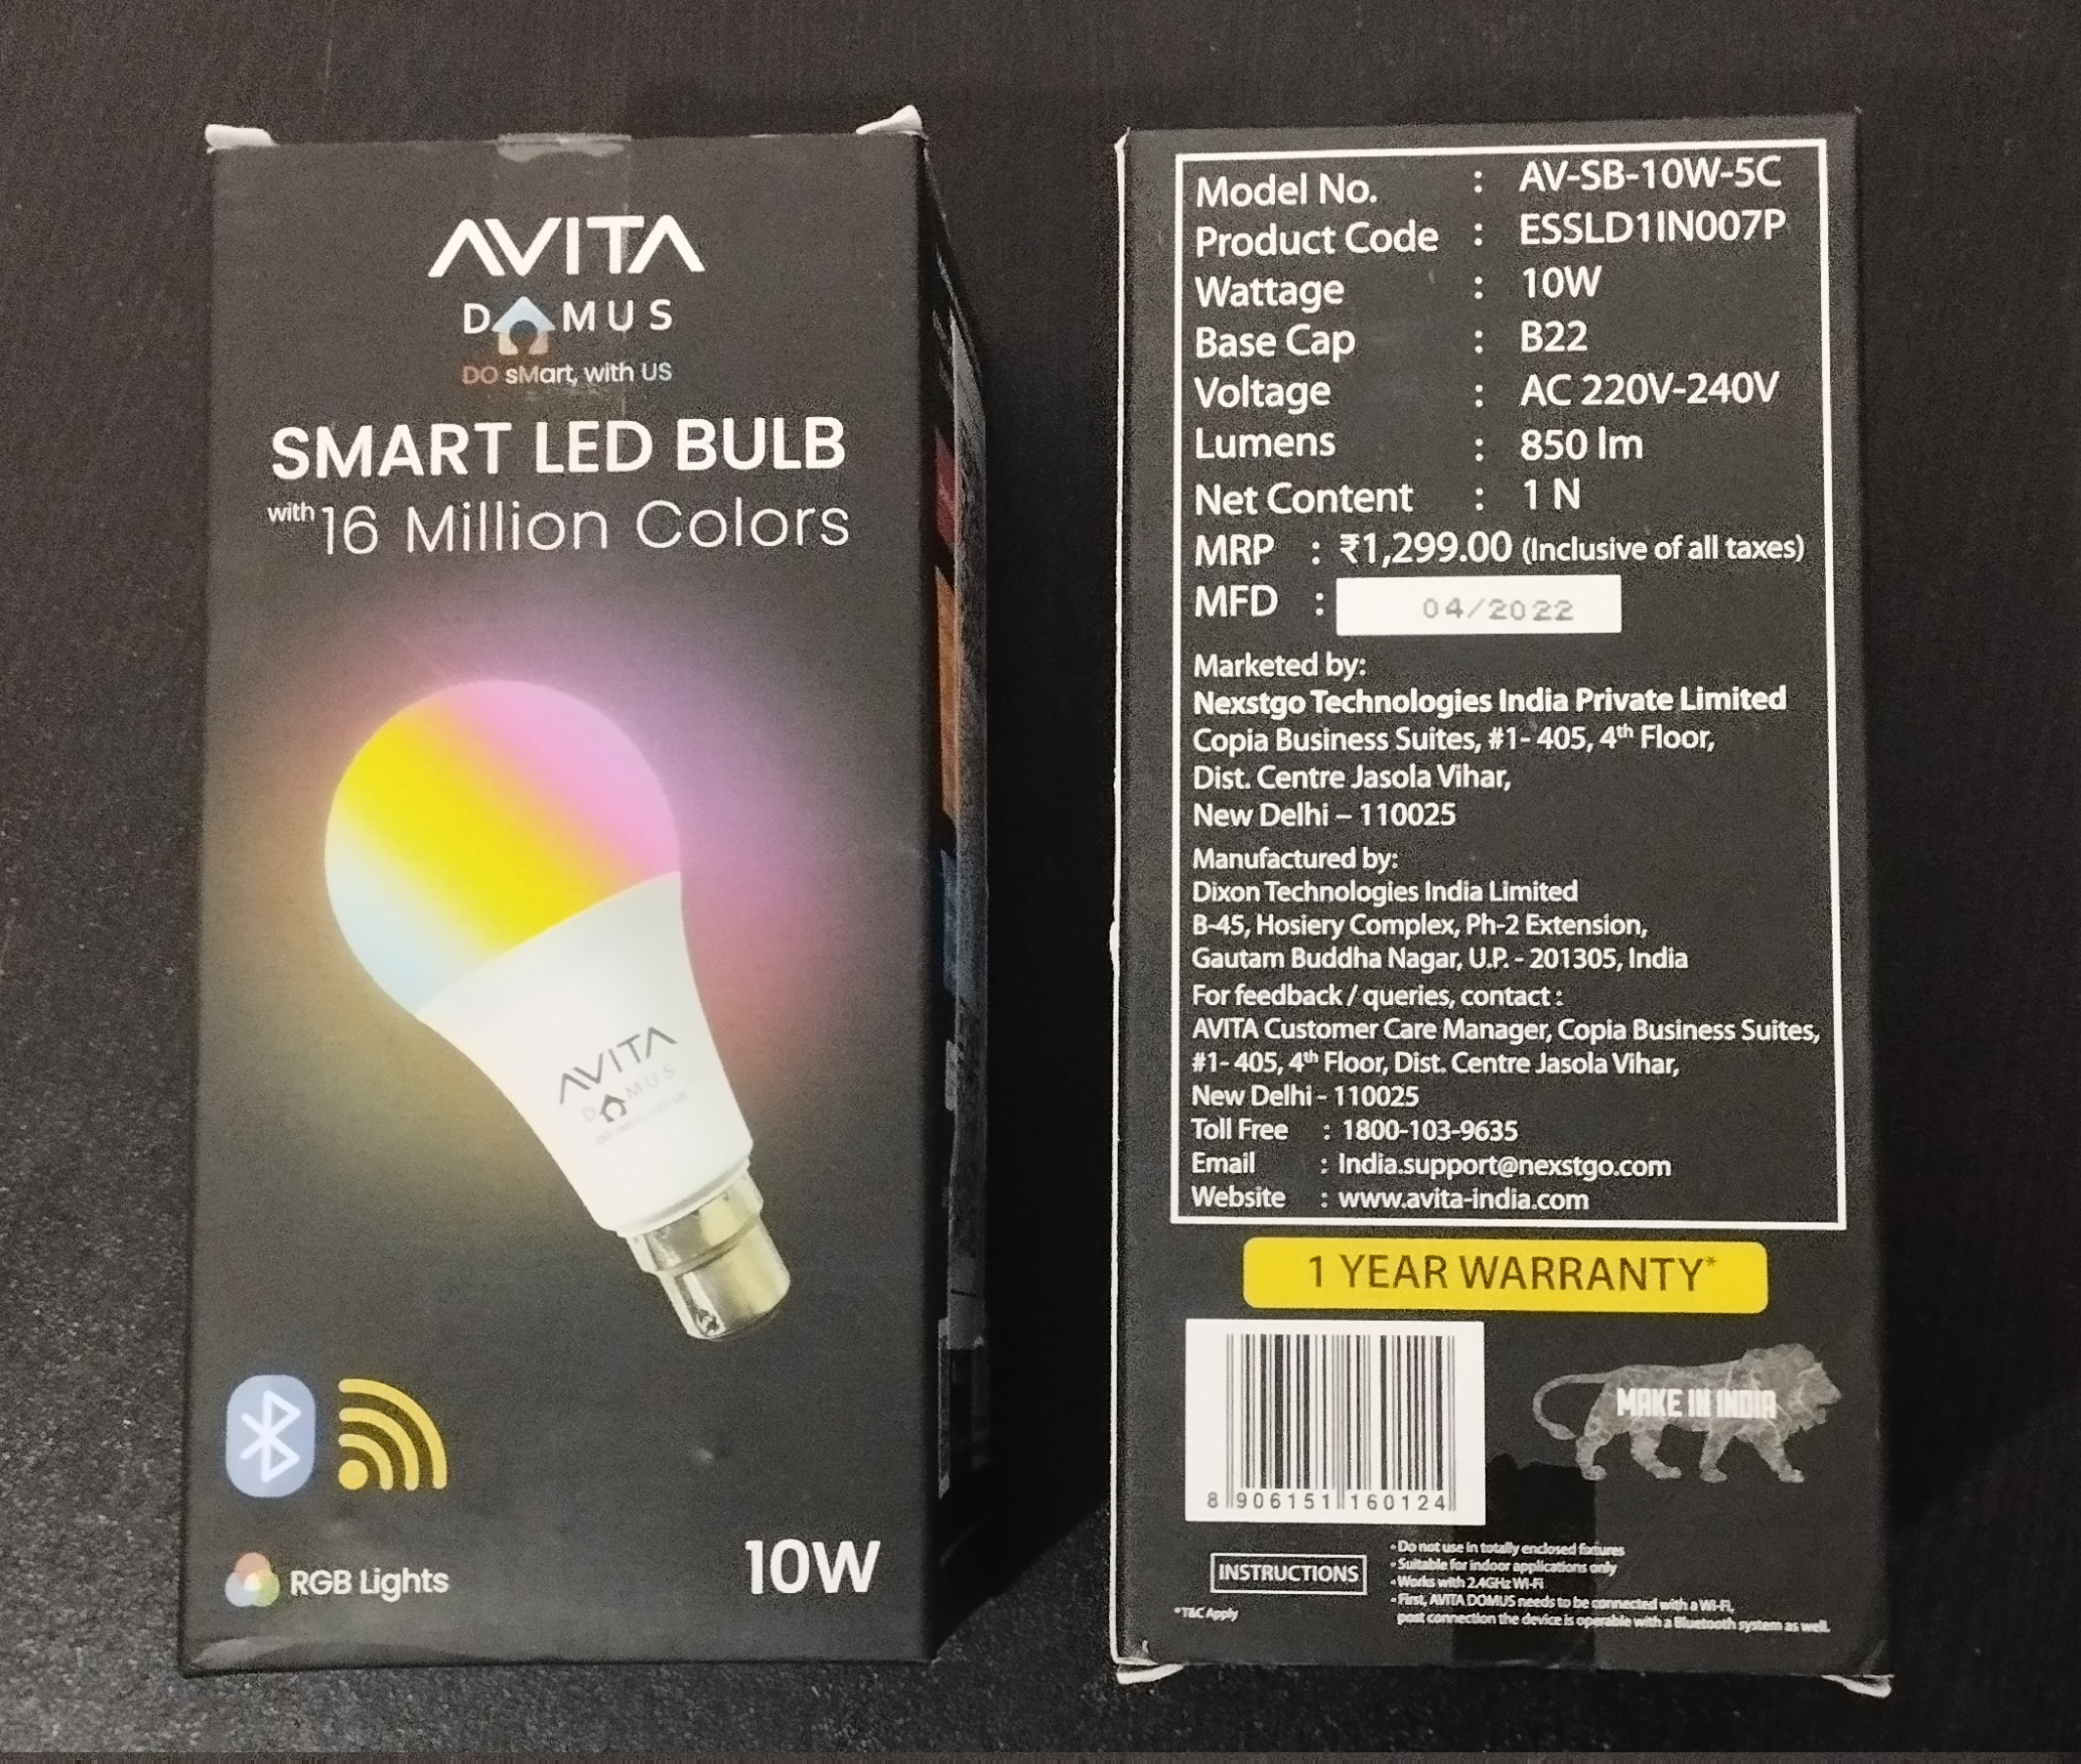 AVITA
DOMUS
DO sMart, with US
SMART LED BULB
with 16 Million Colors
AVITA
DOMUS
RGB Lights
10W
Model No. : AV-SB-10W-5C
Product Code : ESSLD1IN007P
Wattage : 10W
Base Cap : B22
Voltage : AC 220V-240V
Lumens : 850 lm
Net Content : 1 N
MRP : ₹1,299.00 (Inclusive of all taxes)
MFD : 04/2022
Marketed by:
Nexstgo Technologies India Private Limited
Copia Business Suites, #1- 405, 4th Floor,
Dist. Centre Jasola Vihar,
New Delhi – 110025
Manufactured by:
Dixon Technologies India Limited
B-45, Hosiery Complex, Ph-2 Extension,
Gautam Buddha Nagar, U.P. - 201305, India
For feedback / queries, contact :
AVITA Customer Care Manager, Copia Business Suites,
#1- 405, 4th Floor, Dist. Centre Jasola Vihar,
New Delhi - 110025
Toll Free : 1800-103-9635
Email : India.support@nexstgo.com
Website : www.avita-india.com
1 YEAR WARRANTY*
MAKE IN INDIA
8 906151 160124
INSTRUCTIONS
• Do not use in totally enclosed fixtures
• Suitable for indoor applications only
• Works with 2.4GHz Wi-Fi
• First, AVITA DOMUS needs to be connected with a Wi-Fi,
post connection the device is operable with a Bluetooth system as well.
*T&C Apply